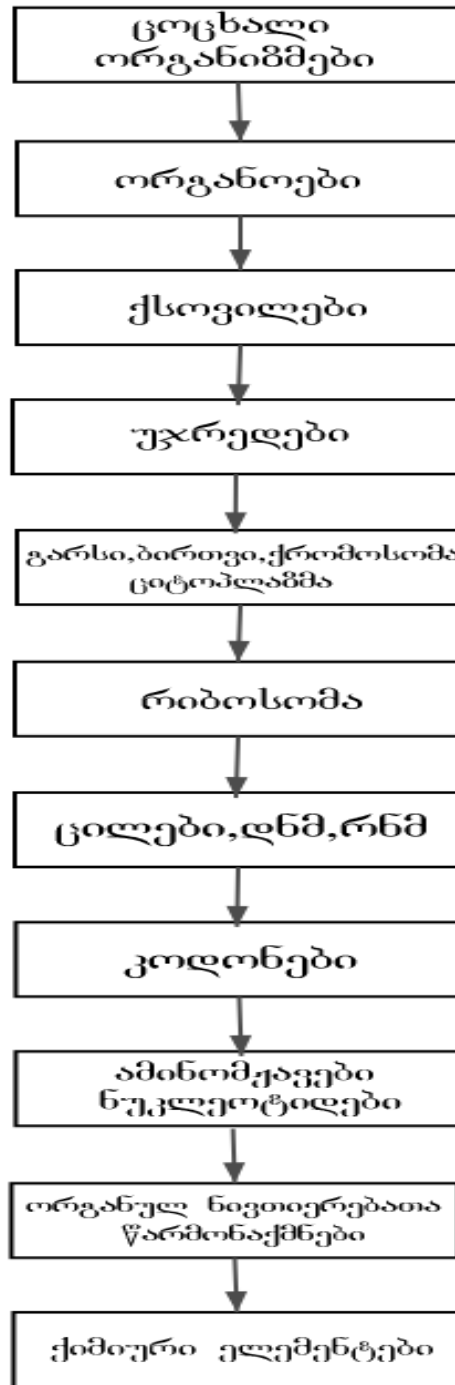 ცოცხალი
ორგანიზმები
ორგანოები
ქსოვილები
უჯრედები
გარსი,ბირთვი,ქრომოსომა
ციტოპლაზმა
რიბოსომა
ცილები,დნმ,რნმ
კოდონები
ამინომჟავები
ნუკლეოტიდები
ორგანულ ნივთიერებათა
წარმონაქმნები
ქიმიური ელემენტები